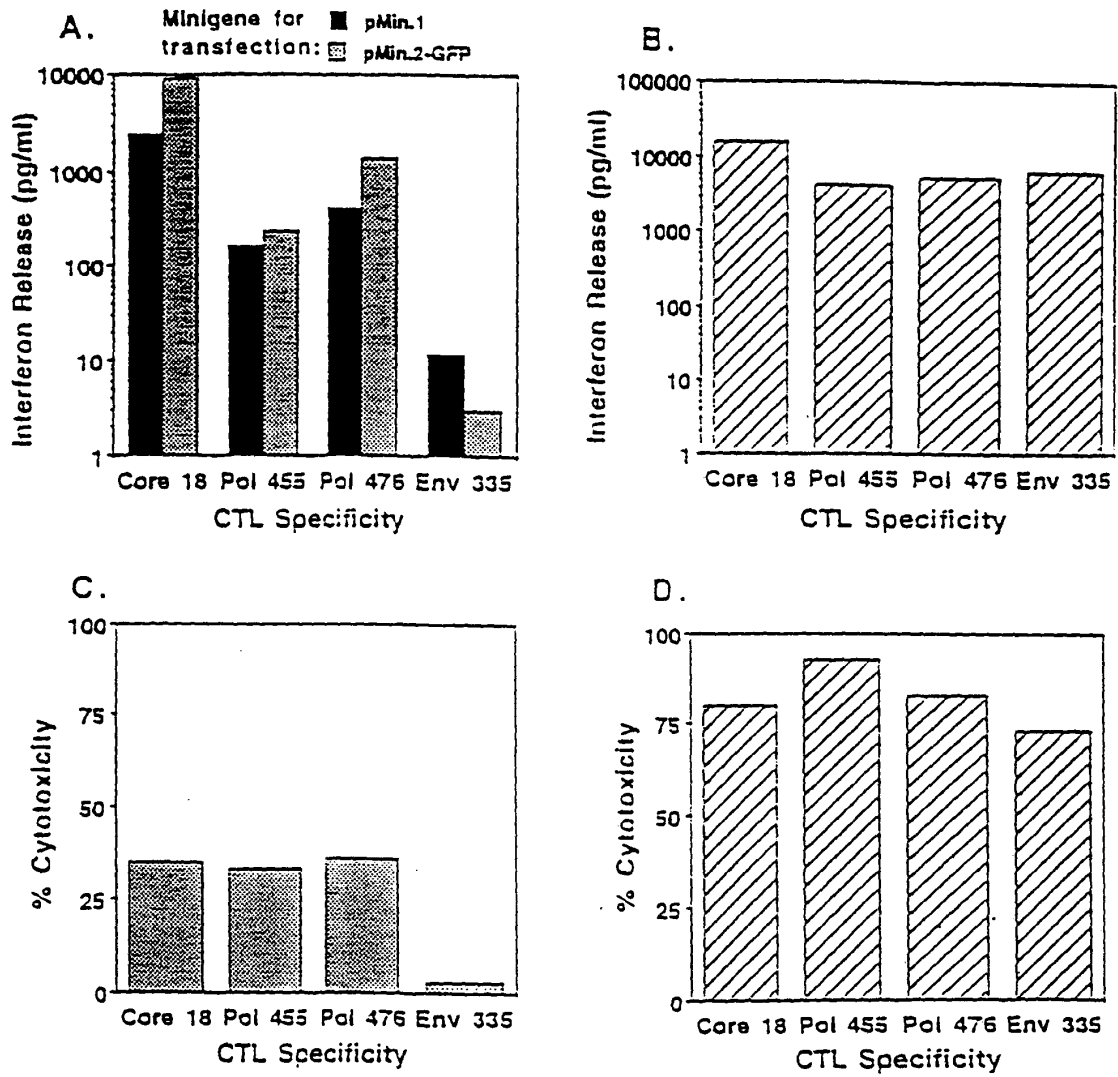 A.
Minigene for transfection:
pMin.1
pMin.2-GFP
Interferon Release (pg/ml)
10000
1000
100
10
1
Core 18 Pol 455 Pol 476 Env 335
CTL Specificity
B.
Interferon Release (pg/ml)
100000
10000
1000
100
10
1
Core 18 Pol 455 Pol 476 Env 335
CTL Specificity
C.
% Cytotoxicity
100
75
50
25
0
Core 18 Pol 455 Pol 476 Env 335
CTL Specificity
D.
% Cytotoxicity
100
75
50
25
0
Core 18 Pol 455 Pol 476 Env 335
CTL Specificity